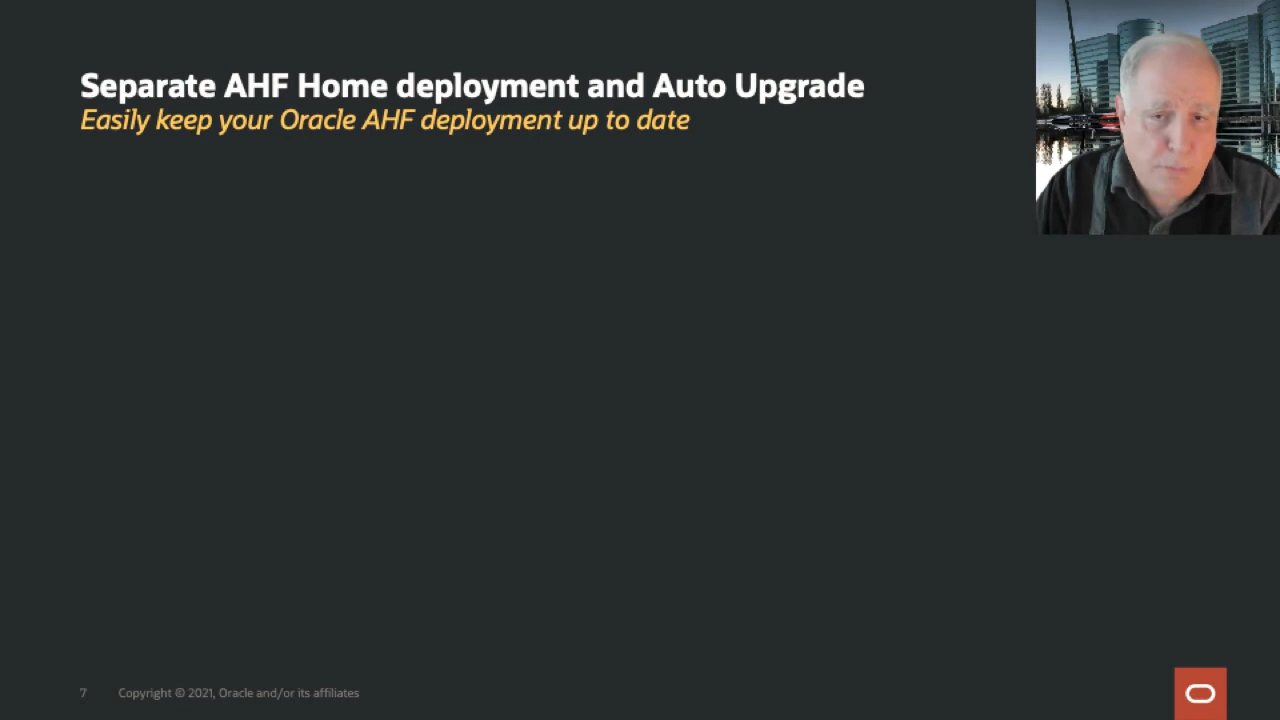 Separate AHF Home deployment and Auto Upgrade
Easily keep your Oracle AHF deployment up to date
7 Copyright © 2021, Oracle and/or its affiliates